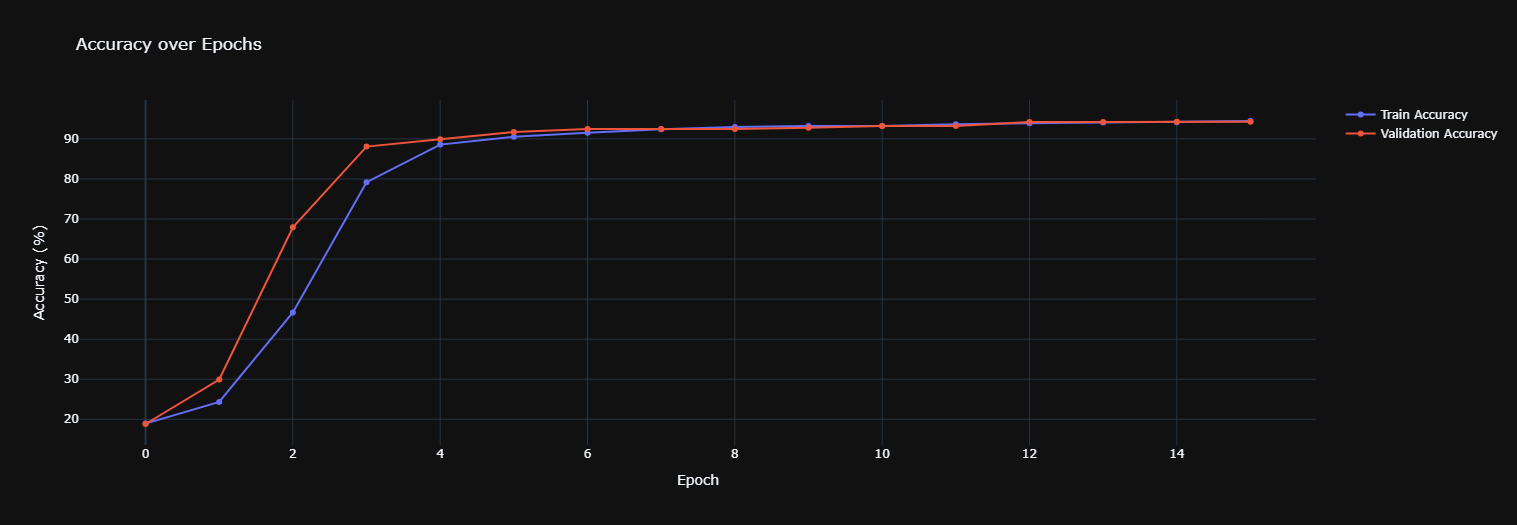 Accuracy over Epochs
Train Accuracy
Validation Accuracy
90
80
70
60
50
40
30
20
Accuracy (%)
0 2 4 6 8 10 12 14
Epoch